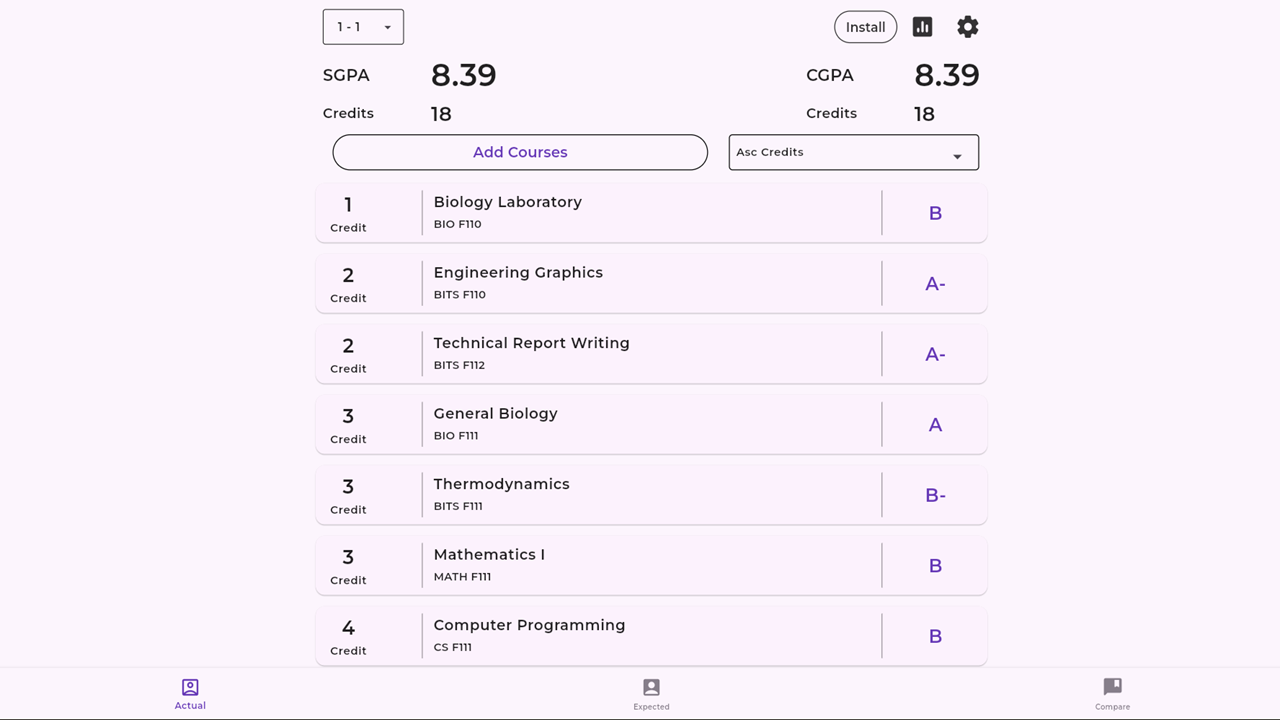 1 - 1
Install
SGPA 8.39
CGPA 8.39
Credits 18
Credits 18
Add Courses
Asc Credits
1
Credit
Biology Laboratory
BIO F110
B
2
Credit
Engineering Graphics
BITS F110
A-
2
Credit
Technical Report Writing
BITS F112
A-
3
Credit
General Biology
BIO F111
A
3
Credit
Thermodynamics
BITS F111
B-
3
Credit
Mathematics I
MATH F111
B
4
Credit
Computer Programming
CS F111
B
Actual
Expected
Compare